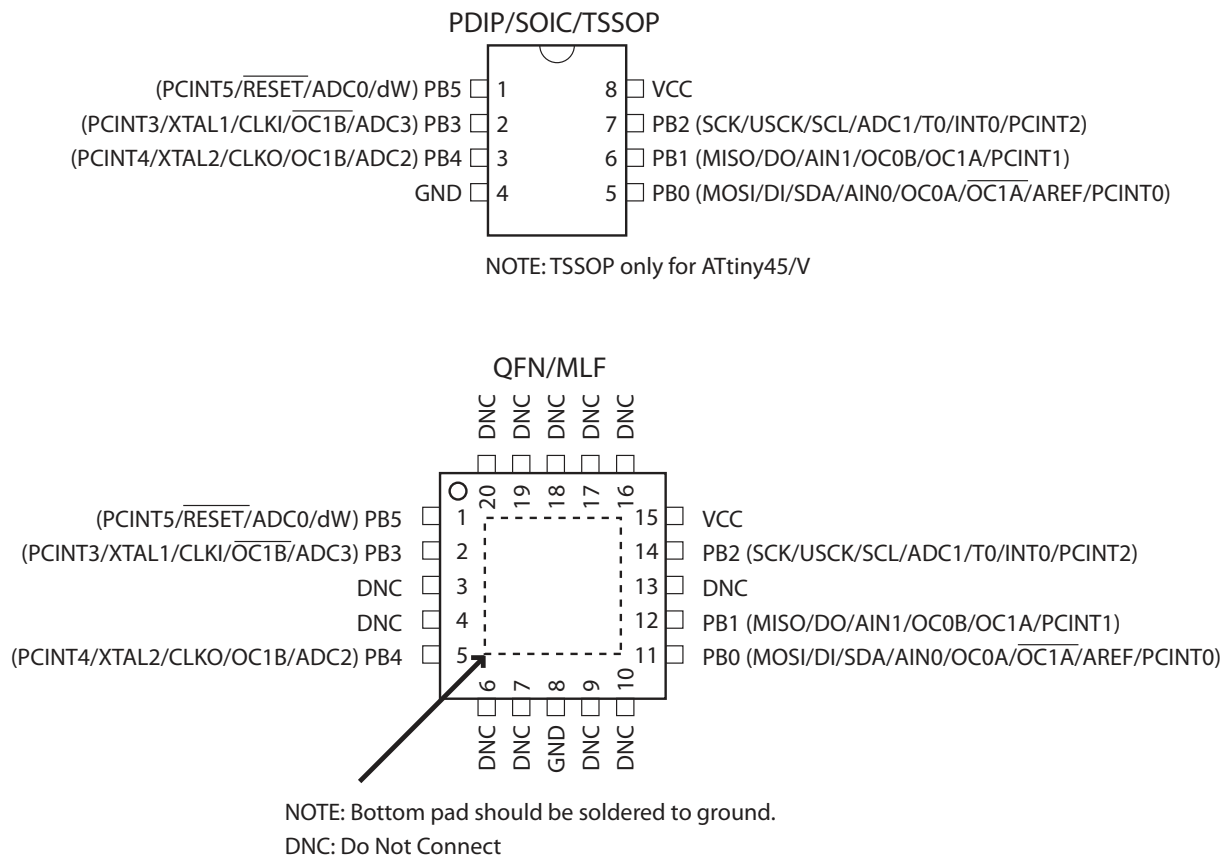 PDIP/SOIC/TSSOP
(PCINT5/RESET/ADC0/dW) PB5 1 8 VCC
(PCINT3/XTAL1/CLKI/OC1B/ADC3) PB3 2 7 PB2 (SCK/USCK/SCL/ADC1/T0/INT0/PCINT2)
(PCINT4/XTAL2/CLKO/OC1B/ADC2) PB4 3 6 PB1 (MISO/DO/AIN1/OC0B/OC1A/PCINT1)
GND 4 5 PB0 (MOSI/DI/SDA/AIN0/OC0A/OC1A/AREF/PCINT0)
NOTE: TSSOP only for ATtiny45/V
QFN/MLF
DNC DNC DNC DNC DNC
20 19 18 17 16
(PCINT5/RESET/ADC0/dW) PB5 1 15 VCC
(PCINT3/XTAL1/CLKI/OC1B/ADC3) PB3 2 14 PB2 (SCK/USCK/SCL/ADC1/T0/INT0/PCINT2)
DNC 3 13 DNC
DNC 4 12 PB1 (MISO/DO/AIN1/OC0B/OC1A/PCINT1)
(PCINT4/XTAL2/CLKO/OC1B/ADC2) PB4 5 11 PB0 (MOSI/DI/SDA/AIN0/OC0A/OC1A/AREF/PCINT0)
6 7 8 9 10
DNC DNC GND DNC DNC
NOTE: Bottom pad should be soldered to ground.
DNC: Do Not Connect